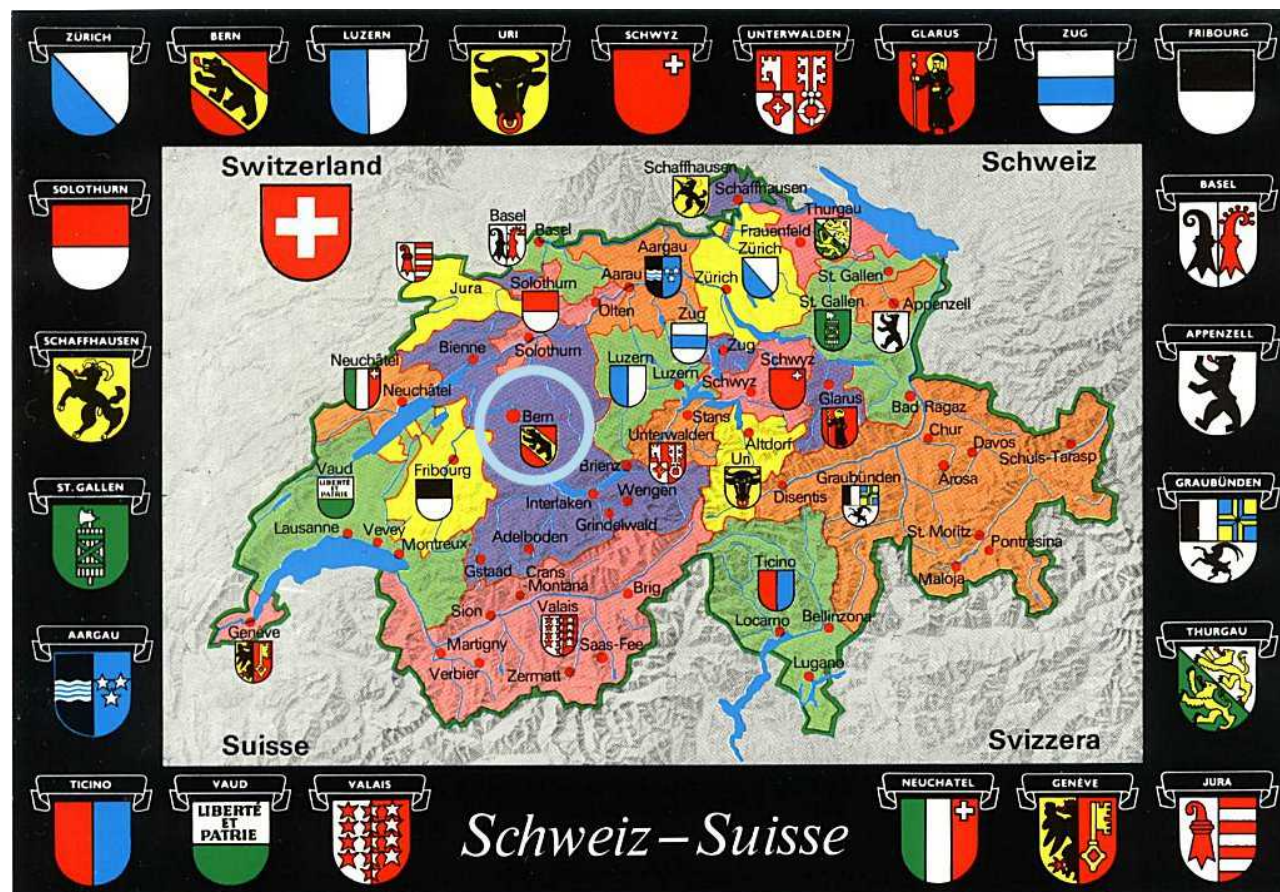 ZÜRICH
BERN
LUZERN
URI
SCHWYZ
UNTERWALDEN
GLARUS
ZUG
FRIBOURG
SOLOTHURN
Switzerland
Schweiz
BASEL
SCHAFFHAUSEN
APPENZELL
ST. GALLEN
GRAUBÜNDEN
AARGAU
THURGAU
Schaffhausen
Schaffhausen
Basel
Basel
Thurgau
Frauenfeld
Aargau
Zürich
Zürich
Jura
Solothurn
Aarau
Olten
St. Gallen
St. Gallen
Appenzell
Zug
Zug
Neuchâtel
Neuchâtel
Bienne
Solothurn
Luzern
Luzern
Schwyz
Schwyz
Glarus
Bad Ragaz
Bern
Stans
Unterwalden
Altdorf
Uri
Chur
Davos
Schuls-Tarasp
Arosa
Vaud
LIBERTÉ
ET
PATRIE
Fribourg
Brienz
Interlaken
Wengen
Grindelwald
Disentis
Graubünden
Lausanne
Vevey
Montreux
Adelboden
Gstaad
Crans
Montana
St. Moritz
Pontresina
Maloja
Ticino
Sion
Brig
Valais
Bellinzona
Locarno
Genève
Martigny
Saas-Fee
Verbier
Zermatt
Lugano
Suisse
Svizzera
TICINO
VAUD
LIBERTÉ
ET
PATRIE
VALAIS
Schweiz – Suisse
NEUCHATEL
GENÈVE
JURA